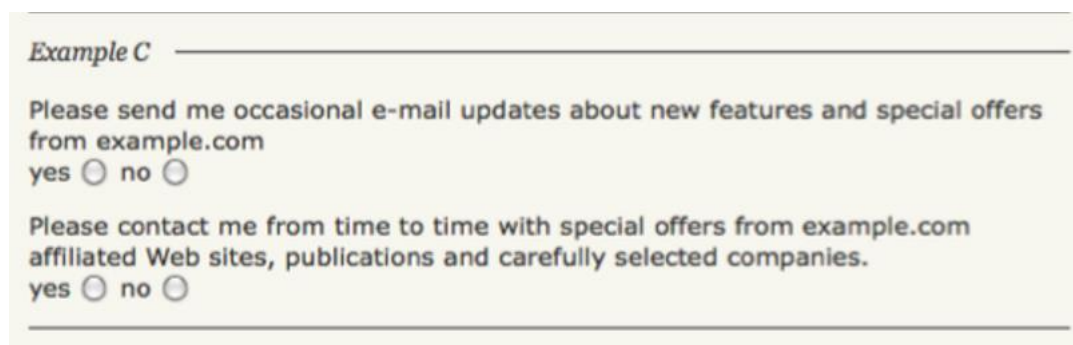 Example C
Please send me occasional e-mail updates about new features and special offers
from example.com
yes no
Please contact me from time to time with special offers from example.com
affiliated Web sites, publications and carefully selected companies.
yes no